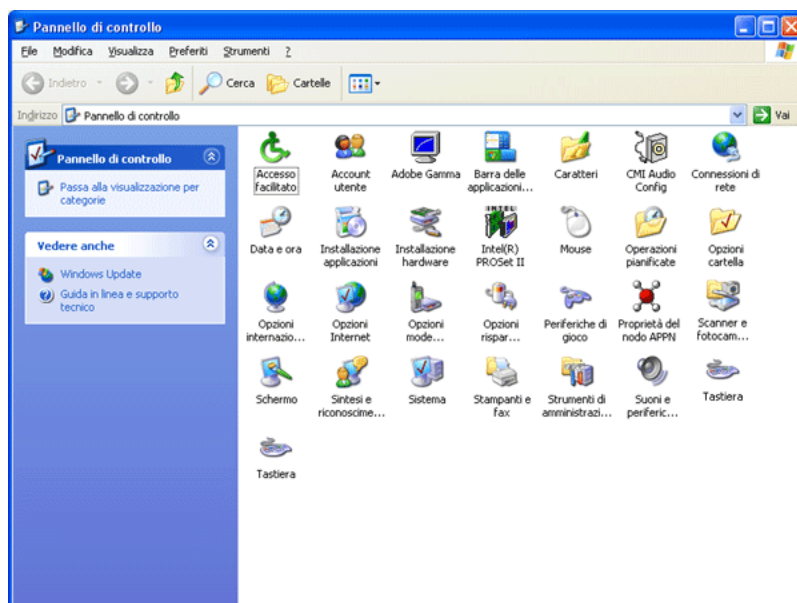 Pannello di controllo
File Modifica Visualizza Preferiti Strumenti ?
Indietro Cerca Cartelle
Indirizzo Pannello di controllo Vai
Pannello di controllo
Passa alla visualizzazione per
categorie
Vedere anche
Windows Update
Guida in linea e supporto
tecnico
Accesso
facilitato
Account
utente
Adobe Gamma
Barra delle
applicazioni...
Caratteri
CMI Audio
Config
Connessioni di
rete
Data e ora
Installazione
applicazioni
Installazione
hardware
INTEL
Intel(R)
PROSet II
Mouse
Operazioni
pianificate
Opzioni
cartella
Opzioni
internazio...
Opzioni
Internet
Opzioni
mode...
Opzioni
rispar...
Periferiche di
gioco
Proprietà del
nodo APPN
Scanner e
fotocam...
Schermo
Sintesi e
riconoscime...
Sistema
Stampanti e
fax
Strumenti di
amministrazi...
Suoni e
periferic...
Tastiera
Tastiera